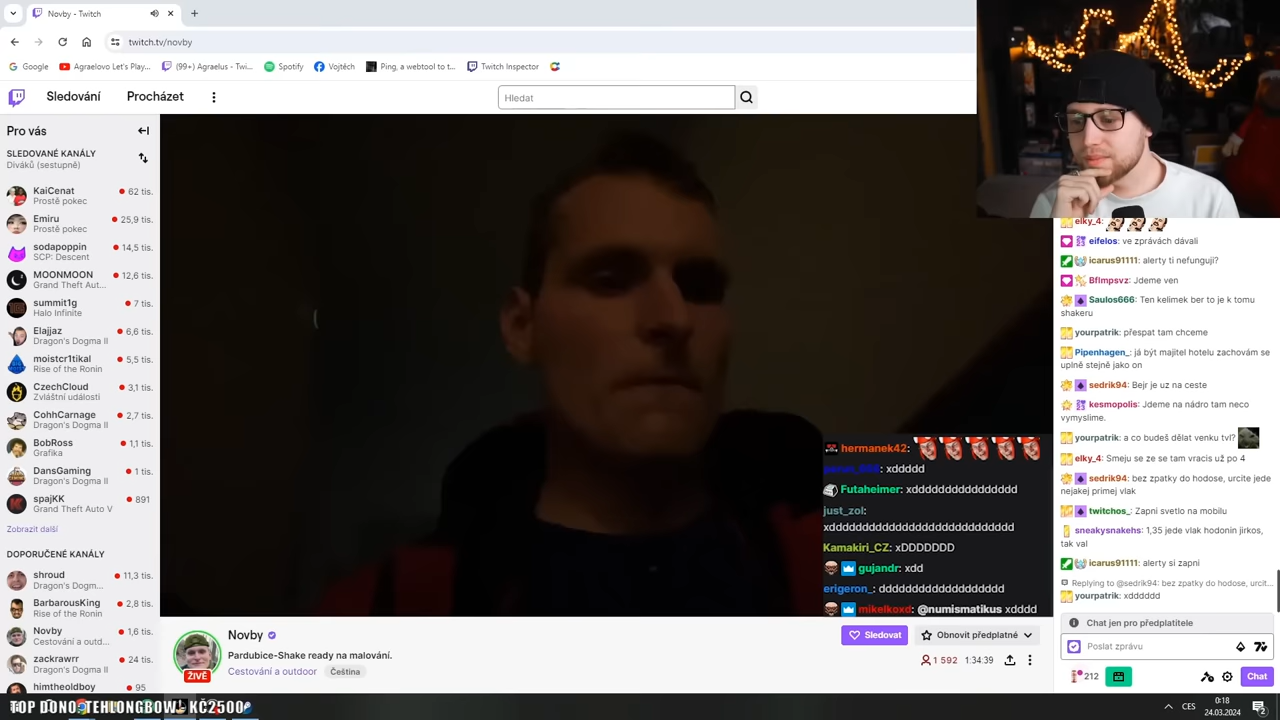 Novby - Twitch
twitch.tv/novby
Google
Agraelovo Let's Play...
(99+) Agraelus - Twi...
Spotify
Vojtěch
Ping, a webtool to t...
Twitch Inspector
Sledování
Procházet
Hledat
Pro vás
SLEDOVANÉ KANÁLY
Diváků (sestupně)
KaiCenat
62 tis.
Prostě pokec
Emiru
25,9 tis.
Prostě pokec
sodapoppin
14,5 tis.
SCP: Descent
MOONMOON
12,6 tis.
Grand Theft Aut...
summit1g
7 tis.
Halo Infinite
Elajjaz
6,6 tis.
Dragon's Dogma II
moistcr1tikal
5,5 tis.
Rise of the Ronin
CzechCloud
3,1 tis.
Zvláštní události
CohhCarnage
2,7 tis.
Dragon's Dogma II
BobRoss
1,1 tis.
Grafika
DansGaming
1 tis.
Dragon's Dogma II
spajKK
891
Grand Theft Auto V
Zobrazit další
DOPORUČENÉ KANÁLY
shroud
11,3 tis.
Dragon's Dogm...
BarbarousKing
2,8 tis.
Rise of the Ronin
Novby
1,6 tis.
Cestování a outd...
zackrawrr
24 tis.
Dragon's Dogma II
himtheoldboy
95
hermanek42:
xddddd
Futaheimer: xdddddddddddddddd
just_zol:
xddddddddddddddddddddddddddd
Kamakiri_CZ: xDDDDDDD
gujandr: xdd
erigeron_: ddddddddddddddddddd
mikelkoxd: @numismatikus xdddd
Novby
Pardubice-Shake ready na malování.
Cestování a outdoor
Čeština
ŽIVĚ
Sledovat
Obnovit předplatné
1 592
1:34:39
elky_4:
eifelos: ve zprávách dávali
icarus91111: alerty ti nefungují?
Bflmpsvz: Jdeme ven
Saulos666: Ten kelimek ber to je k tomu
shakeru
yourpatrik: přespat tam chceme
Pipenhagen_: já být majitel hotelu zachovám se
uplně stejně jako on
sedrik94: Bejr je uz na ceste
kesmopolis: Jdeme na nádro tam neco
vymyslime.
yourpatrik: a co budeš dělat venku tvl?
elky_4: Smeju se ze se tam vracis už po 4
sedrik94: bez zpatky do hodose, urcite jede
nejakej primej vlak
twitchos_: Zapni svetlo na mobilu
sneakysnakehs: 1,35 jede vlak hodonin jirkos,
tak val
icarus91111: alerty si zapni
Replying to @sedrik94: bez zpatky do hodose, urcit...
yourpatrik: xdddddd
Chat jen pro předplatitele
Poslat zprávu
212
Chat
TOP DONO: TEHONGBOW - KČ2500
CES
0:18
24.03.2024
2